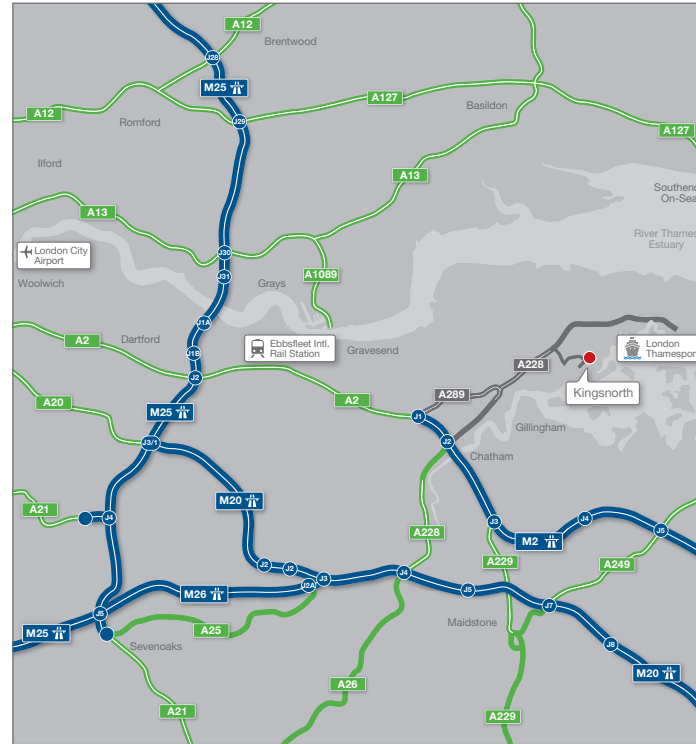 A12
Brentwood
J28
M25
A127
Basildon
A12
Romford
J29
A127
Ilford
A13
Southend
On-Sea
A13
River Thames
Estuary
London City
Airport
J30
Woolwich
J31
Grays
A1089
J1A
A2
Dartford
Ebbsfleet Intl.
Rail Station
Gravesend
London
Thamesport
J1B
A228
J2
Kingsnorth
A289
A20
A2
M25
J1
Gillingham
J3/1
J2
Chatham
M20
A21
J4
J3
J4
A228
M2
J5
A229
A249
J2
J2
J4
J3
J2A
M26
J5
J7
J5
Maidstone
A25
M25
Sevenoaks
J8
M20
A26
A21
A229